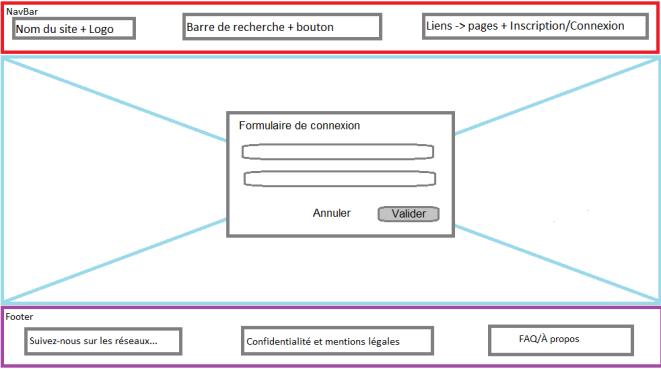 NavBar
Nom du site + Logo
Barre de recherche + bouton
Liens -> pages + Inscription/Connexion
Formulaire de connexion
Annuler
Valider
Footer
Suivez-nous sur les réseaux...
Confidentialité et mentions légales
FAQ/À propos